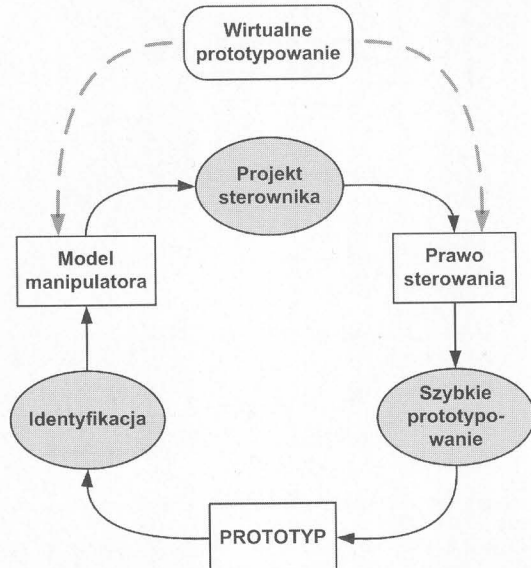 Wirtualne
prototypowanie
Projekt
sterownika
Model
manipulatora
Prawo
sterowania
Identyfikacja
Szybkie
prototypo-
wanie
PROTOTYP